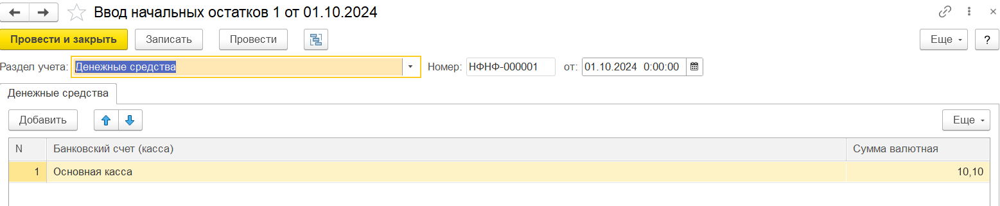 Ввод начальных остатков 1 от 01.10.2024
Провести и закрыть Записать Провести Еще ?
Раздел учета: Денежные средства Номер: НФНФ-000001 от: 01.10.2024 0:00:00
Денежные средства
Добавить Еще
N Банковский счет (касса) Сумма валютная
1 Основная касса 10,10